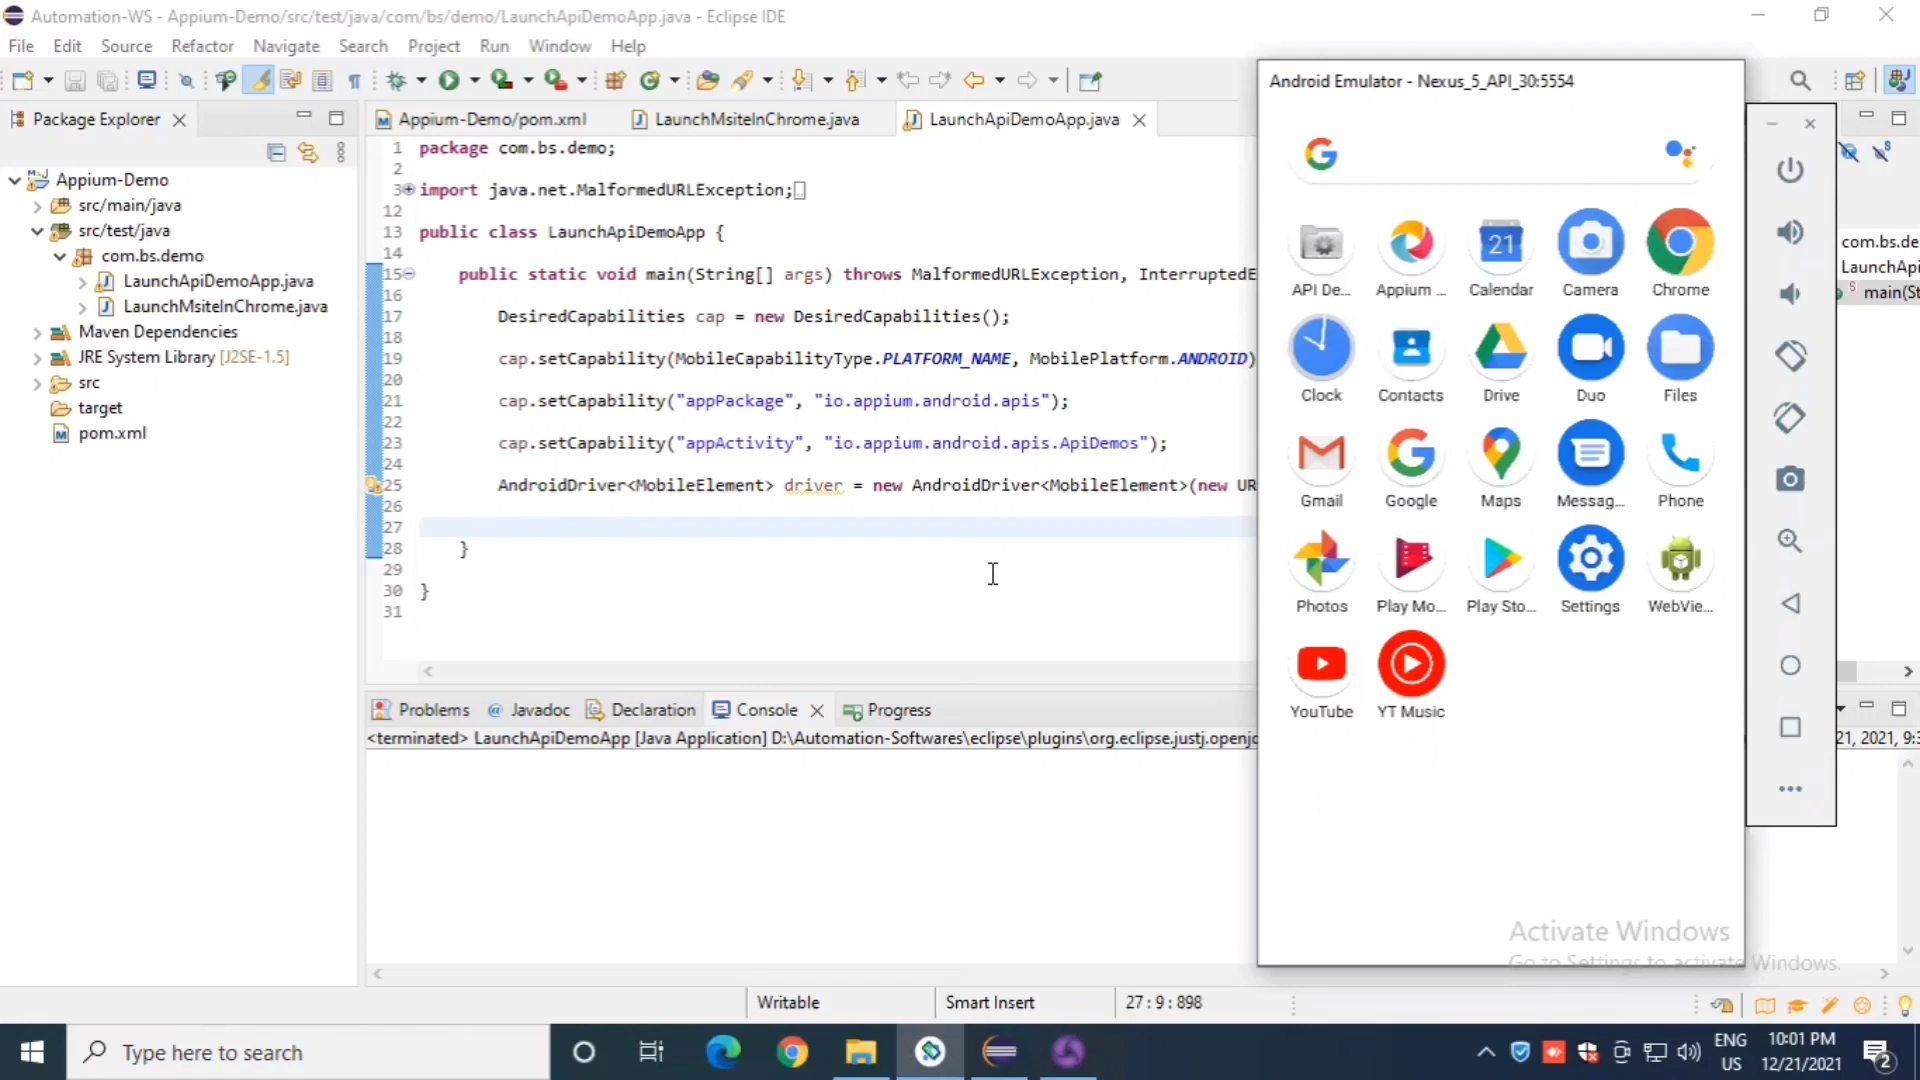 Automation-WS - Appium-Demo/src/test/java/com/bs/demo/LaunchApiDemoApp.java - Eclipse IDE
File Edit Source Refactor Navigate Search Project Run Window Help
Package Explorer
Appium-Demo/pom.xml LaunchMsiteInChrome.java LaunchApiDemoApp.java
Appium-Demo
src/main/java
src/test/java
com.bs.demo
LaunchApiDemoApp.java
LaunchMsiteInChrome.java
Maven Dependencies
JRE System Library [J2SE-1.5]
src
target
pom.xml
1 package com.bs.demo;
2
3 import java.net.MalformedURLException;
12
13 public class LaunchApiDemoApp {
14
15 public static void main(String[] args) throws MalformedURLException, InterruptedE
16
17 DesiredCapabilities cap = new DesiredCapabilities();
18
19 cap.setCapability(MobileCapabilityType.PLATFORM_NAME, MobilePlatform.ANDROID)
20
21 cap.setCapability("appPackage", "io.appium.android.apis");
22
23 cap.setCapability("appActivity", "io.appium.android.apis.ApiDemos");
24
25 AndroidDriver<MobileElement> driver = new AndroidDriver<MobileElement>(new UR
26
27
28 }
29
30 }
31
Android Emulator - Nexus_5_API_30:5554
21
API De... Appium ... Calendar Camera Chrome
Clock Contacts Drive Duo Files
Gmail Google Maps Messag... Phone
Photos Play Mo... Play Sto... Settings WebVie...
YouTube YT Music
com.bs.de
LaunchApi
S main(St
Problems @ Javadoc Declaration Console Progress
<terminated> LaunchApiDemoApp [Java Application] D:\Automation-Softwares\eclipse\plugins\org.eclipse.justj.openjc
21, 2021, 9:3
Activate Windows
Go to Settings to activate Windows.
Writable Smart Insert 27 : 9 : 898
Type here to search
ENG
US
10:01 PM
12/21/2021
2